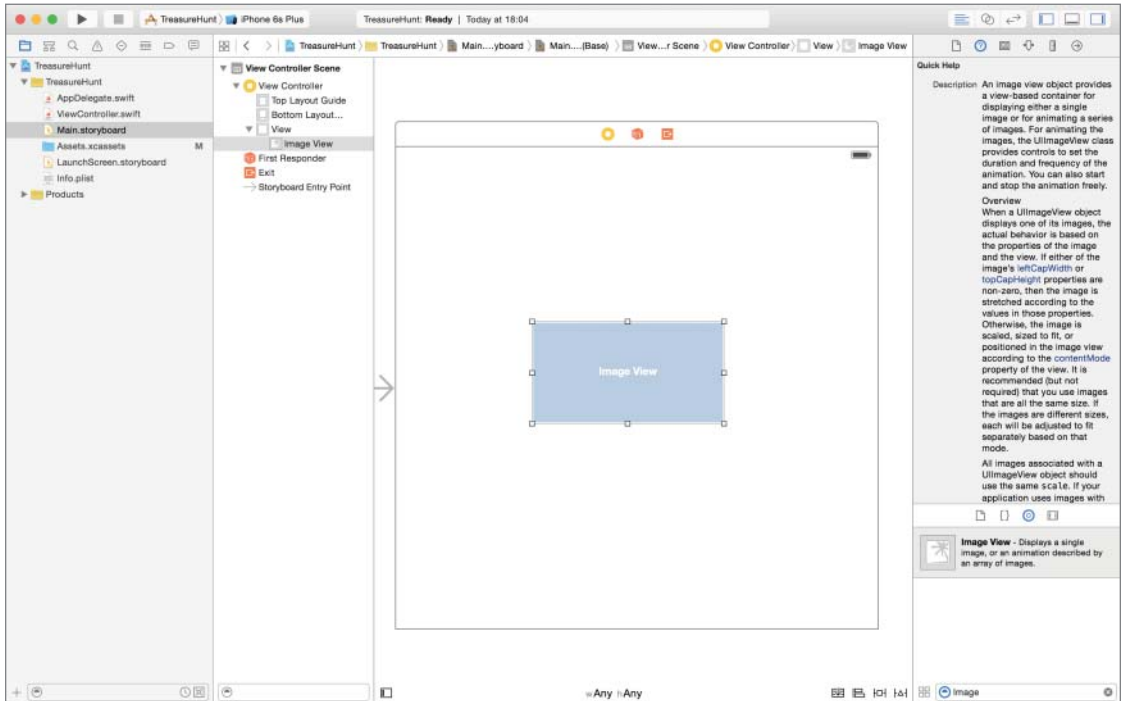 TreasureHunt iPhone 6s Plus
TreasureHunt: Ready | Today at 18:04
TreasureHunt TreasureHunt Main....yboard Main....(Base) View...r Scene View Controller View Image View
TreasureHunt
TreasureHunt
AppDelegate.swift
ViewController.swift
Main.storyboard
Assets.xcassets M
LaunchScreen.storyboard
Info.plist
Products
View Controller Scene
View Controller
Top Layout Guide
Bottom Layout...
View
Image View
First Responder
Exit
Storyboard Entry Point
Image View
wAny hAny
Quick Help
Description An image view object provides
a view-based container for
displaying either a single
image or for animating a series
of images. For animating the
images, the UIImageView class
provides controls to set the
duration and frequency of the
animation. You can also start
and stop the animation freely.
Overview
When a UIImageView object
displays one of its images, the
actual behavior is based on
the properties of the image
and the view. If either of the
image's leftCapWidth or
topCapHeight properties are
non-zero, then the image is
stretched according to the
values in those properties.
Otherwise, the image is
scaled, sized to fit, or
positioned in the image view
according to the contentMode
property of the view. It is
recommended (but not
required) that you use images
that are all the same size. If
the images are different sizes,
each will be adjusted to fit
separately based on that
mode.
All images associated with a
UIImageView object should
use the same scale. If your
application uses images with
Image View - Displays a single
image, or an animation described by
an array of images.
Image